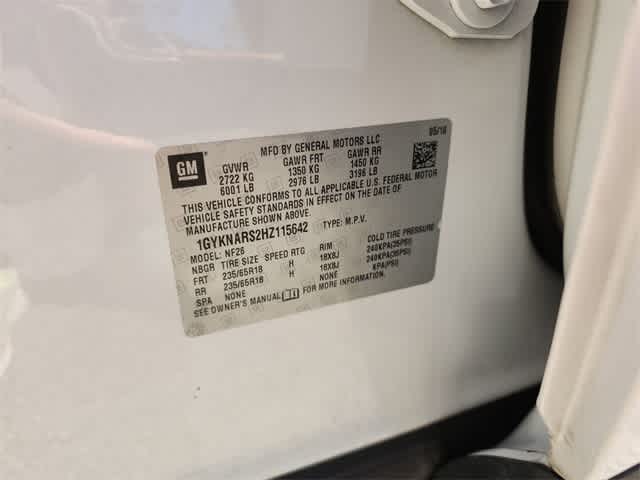 GM
MFD BY GENERAL MOTORS LLC
05/16
GVWR GAWR FRT GAWR RR
2722 KG 1350 KG 1450 KG
6001 LB 2976 LB 3196 LB
THIS VEHICLE CONFORMS TO ALL APPLICABLE U.S. FEDERAL MOTOR
VEHICLE SAFETY STANDARDS IN EFFECT ON THE DATE OF
MANUFACTURE SHOWN ABOVE.
1GYKNARS2HZ115642 TYPE: M.P.V.
MODEL: NF26
NBGR TIRE SIZE SPEED RTG RIM COLD TIRE PRESSURE
FRT 235/65R18 H 18X8J 240KPA(35PSI)
RR 235/65R18 H 18X8J 240KPA(35PSI)
SPA NONE NONE KPA(PSI)
SEE OWNER'S MANUAL FOR MORE INFORMATION.